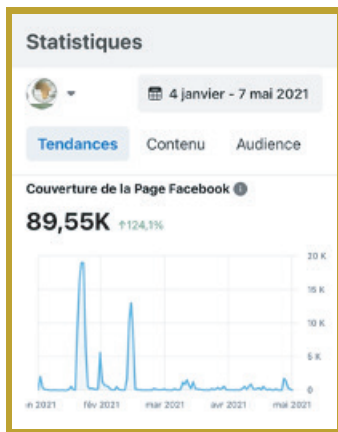 Statistiques
4 janvier - 7 mai 2021
Tendances Contenu Audience
Couverture de la Page Facebook
89,55K ↑124,1%
20 K
15 K
10 K
5 K
0
n 2021 fév 2021 mar 2021 avr 2021 mai 2021